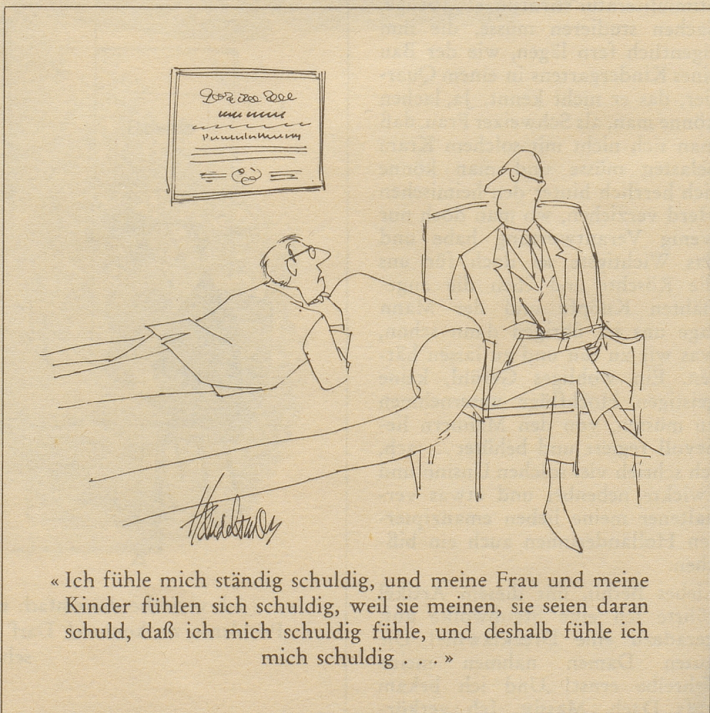 Handelsman
«Ich fühle mich ständig schuldig, und meine Frau und meine
Kinder fühlen sich schuldig, weil sie meinen, sie seien daran
schuld, daß ich mich schuldig fühle, und deshalb fühle ich
mich schuldig . . .»